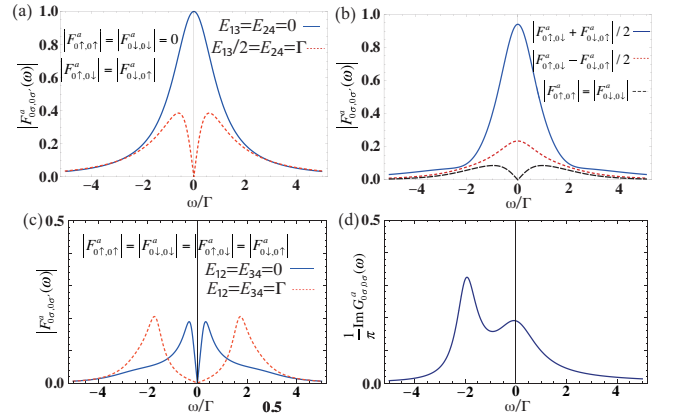 (a)
1.0
0.8
0.6
0.4
0.2
0.0
|F^a_{0σ,0σ'}(ω)|
|F^a_{0↑,0↑}| = |F^a_{0↓,0↓}| = 0
|F^a_{0↑,0↓}| = |F^a_{0↓,0↑}|
E_{13}=E_{24}=0
E_{13}/2=E_{24}=Γ
−4 −2 0 2 4
ω/Γ
(b)
1.0
0.8
0.6
0.4
0.2
0.0
|F^a_{0σ,0σ'}(ω)|
|F^a_{0↑,0↓} + F^a_{0↓,0↑}| / 2
|F^a_{0↑,0↓} − F^a_{0↓,0↑}| / 2
|F^a_{0↑,0↑}| = |F^a_{0↓,0↓}|
−4 −2 0 2 4
ω/Γ
(c)
0.5
0.0
|F^a_{0σ,0σ'}(ω)|
|F^a_{0↑,0↑}| = |F^a_{0↓,0↓}| = |F^a_{0↑,0↓}| = |F^a_{0↓,0↑}|
E_{12}=E_{34}=0
E_{12}=E_{34}=Γ
−4 −2 0 2 4
ω/Γ
0.5
(d)
0.5
0.0
1/π Im G^a_{0σ,0σ'}(ω)
−4 −2 0 2 4
ω/Γ